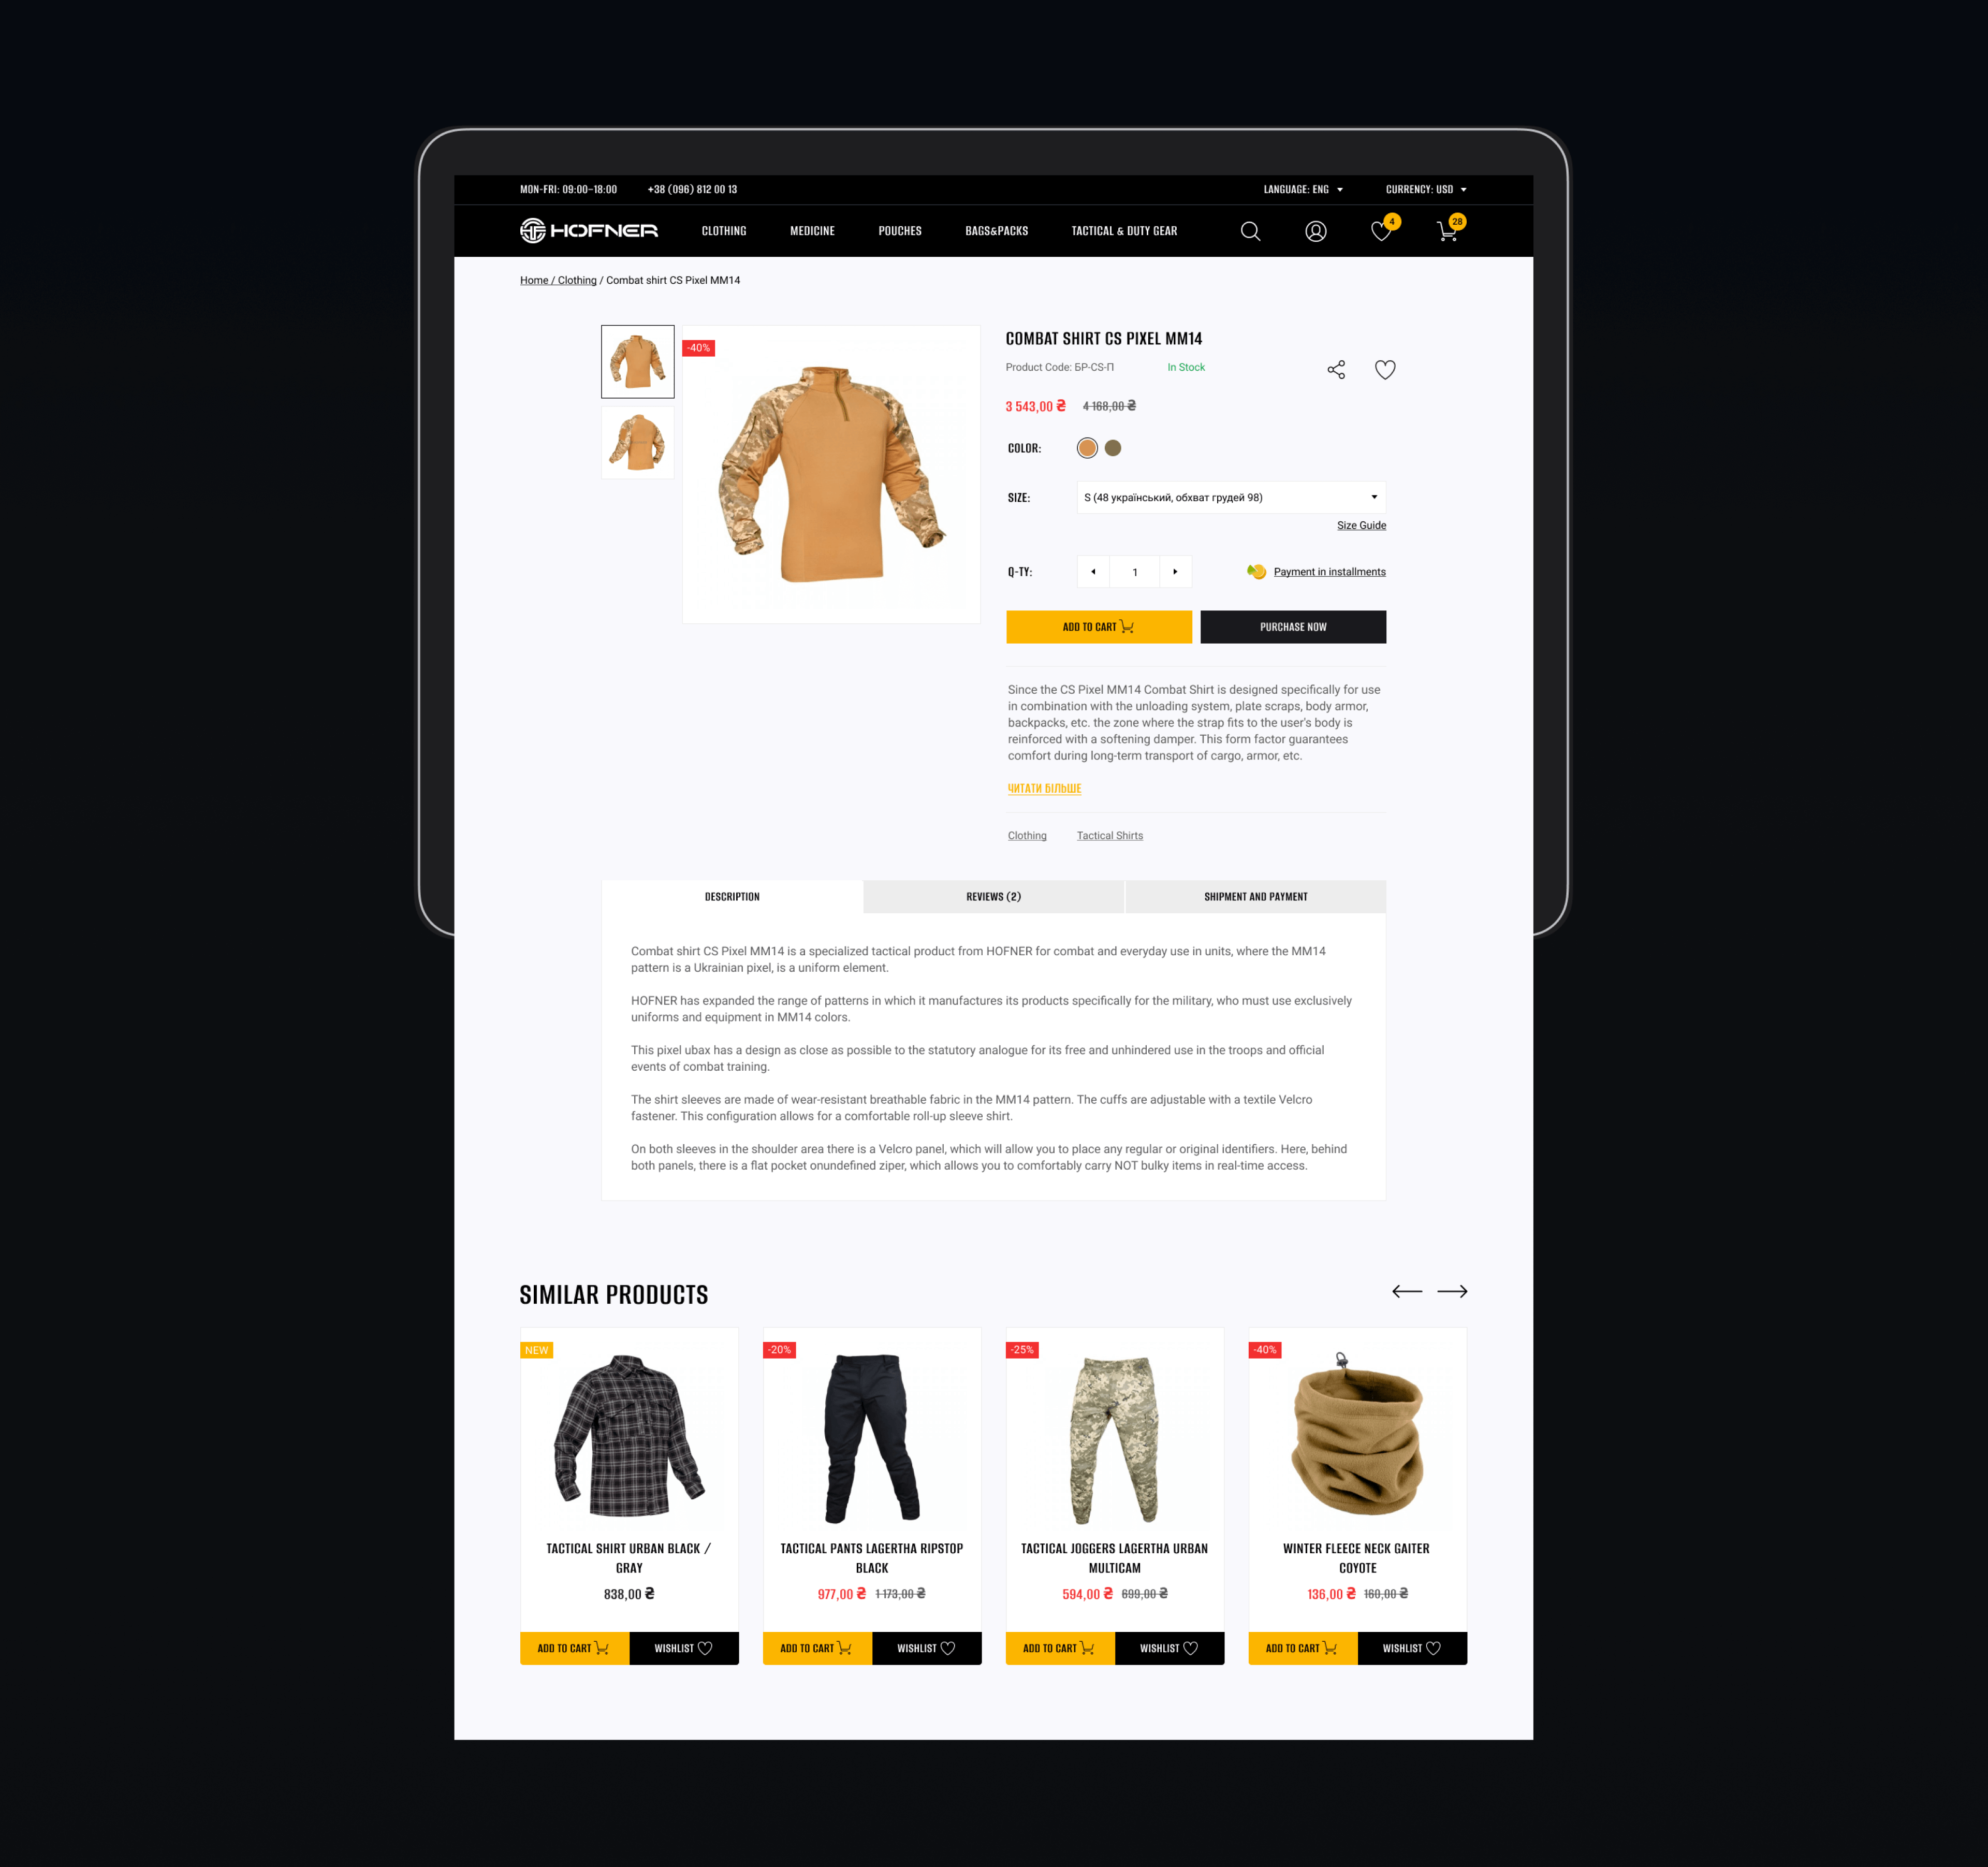 MON-FRI: 09:00–18:00 +38 (096) 812 00 13 LANGUAGE: ENG CURRENCY: USD
HOFNER CLOTHING MEDICINE POUCHES BAGS&PACKS TACTICAL & DUTY GEAR 4 28
Home / Clothing / Combat shirt CS Pixel MM14
-40%
COMBAT SHIRT CS PIXEL MM14
Product Code: БР-CS-П In Stock
3 543,00 ₴ 4 168,00 ₴
COLOR:
SIZE: S (48 український, обхват грудей 98)
Size Guide
Q-TY: 1 Payment in installments
ADD TO CART PURCHASE NOW
Since the CS Pixel MM14 Combat Shirt is designed specifically for use
in combination with the unloading system, plate scraps, body armor,
backpacks, etc. the zone where the strap fits to the user's body is
reinforced with a softening damper. This form factor guarantees
comfort during long-term transport of cargo, armor, etc.
ЧИТАТИ БІЛЬШЕ
Clothing Tactical Shirts
DESCRIPTION REVIEWS (2) SHIPMENT AND PAYMENT
Combat shirt CS Pixel MM14 is a specialized tactical product from HOFNER for combat and everyday use in units, where the MM14
pattern is a Ukrainian pixel, is a uniform element.
HOFNER has expanded the range of patterns in which it manufactures its products specifically for the military, who must use exclusively
uniforms and equipment in MM14 colors.
This pixel ubax has a design as close as possible to the statutory analogue for its free and unhindered use in the troops and official
events of combat training.
The shirt sleeves are made of wear-resistant breathable fabric in the MM14 pattern. The cuffs are adjustable with a textile Velcro
fastener. This configuration allows for a comfortable roll-up sleeve shirt.
On both sleeves in the shoulder area there is a Velcro panel, which will allow you to place any regular or original identifiers. Here, behind
both panels, there is a flat pocket onundefined ziper, which allows you to comfortably carry NOT bulky items in real-time access.
SIMILAR PRODUCTS
NEW
TACTICAL SHIRT URBAN BLACK /
GRAY
838,00 ₴
ADD TO CART WISHLIST
-20%
TACTICAL PANTS LAGERTHA RIPSTOP
BLACK
977,00 ₴ 1 173,00 ₴
ADD TO CART WISHLIST
-25%
TACTICAL JOGGERS LAGERTHA URBAN
MULTICAM
594,00 ₴ 699,00 ₴
ADD TO CART WISHLIST
-40%
WINTER FLEECE NECK GAITER
COYOTE
136,00 ₴ 160,00 ₴
ADD TO CART WISHLIST